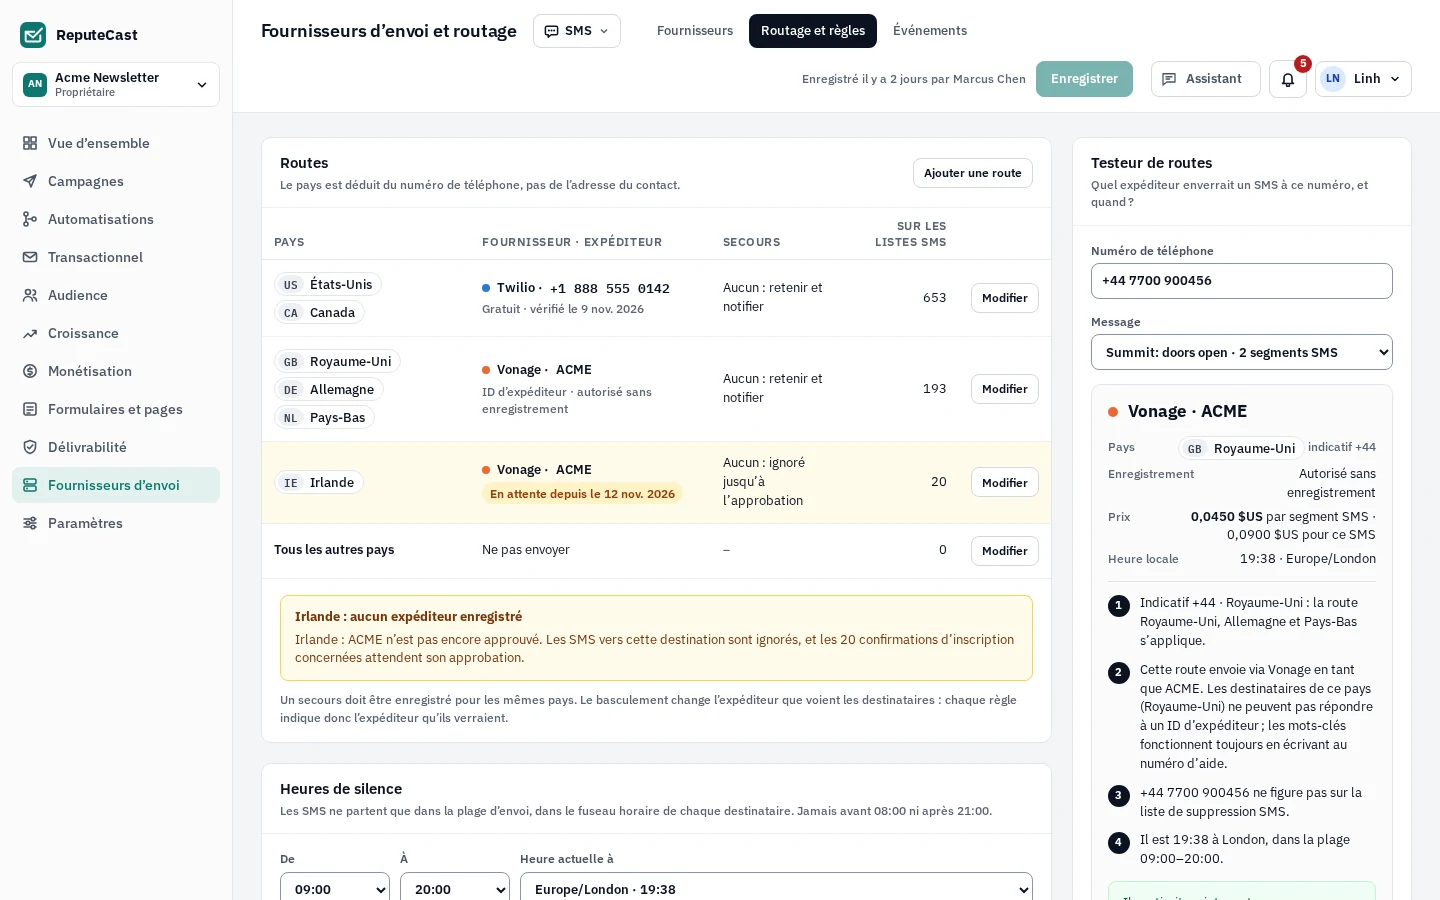 ReputeCast
AN
Acme Newsletter
Propriétaire
Vue d'ensemble
Campagnes
Automatisations
Transactionnel
Audience
Croissance
Monétisation
Formulaires et pages
Délivrabilité
Fournisseurs d'envoi
Paramètres
Fournisseurs d'envoi et routage
SMS
Fournisseurs
Routage et règles
Événements
Enregistré il y a 2 jours par Marcus Chen
Enregistrer
Assistant
5
LN
Linh
Routes
Le pays est déduit du numéro de téléphone, pas de l'adresse du contact.
Ajouter une route
PAYS
FOURNISSEUR · EXPÉDITEUR
SECOURS
SUR LES
LISTES SMS
US États-Unis
CA Canada
Twilio · +1 888 555 0142
Gratuit · vérifié le 9 nov. 2026
Aucun : retenir et
notifier
653
Modifier
GB Royaume-Uni
DE Allemagne
NL Pays-Bas
Vonage · ACME
ID d'expéditeur · autorisé sans
enregistrement
Aucun : retenir et
notifier
193
Modifier
IE Irlande
Vonage · ACME
En attente depuis le 12 nov. 2026
Aucun : ignoré
jusqu'à
l'approbation
20
Modifier
Tous les autres pays
Ne pas envoyer
–
0
Modifier
Irlande : aucun expéditeur enregistré
Irlande : ACME n'est pas encore approuvé. Les SMS vers cette destination sont ignorés, et les 20 confirmations d'inscription
concernées attendent son approbation.
Un secours doit être enregistré pour les mêmes pays. Le basculement change l'expéditeur que voient les destinataires : chaque règle
indique donc l'expéditeur qu'ils verraient.
Heures de silence
Les SMS ne partent que dans la plage d'envoi, dans le fuseau horaire de chaque destinataire. Jamais avant 08:00 ni après 21:00.
De
À
Heure actuelle à
09:00
20:00
Europe/London · 19:38
Testeur de routes
Quel expéditeur enverrait un SMS à ce numéro, et
quand ?
Numéro de téléphone
+44 7700 900456
Message
Summit: doors open · 2 segments SMS
Vonage · ACME
Pays
GB Royaume-Uni indicatif +44
Enregistrement
Autorisé sans
enregistrement
Prix
0,0450 $US par segment SMS ·
0,0900 $US pour ce SMS
Heure locale
19:38 · Europe/London
1
Indicatif +44 · Royaume-Uni : la route
Royaume-Uni, Allemagne et Pays-Bas
s'applique.
2
Cette route envoie via Vonage en tant
que ACME. Les destinataires de ce pays
(Royaume-Uni) ne peuvent pas répondre
à un ID d'expéditeur ; les mots-clés
fonctionnent toujours en écrivant au
numéro d'aide.
3
+44 7700 900456 ne figure pas sur la
liste de suppression SMS.
4
Il est 19:38 à London, dans la plage
09:00–20:00.